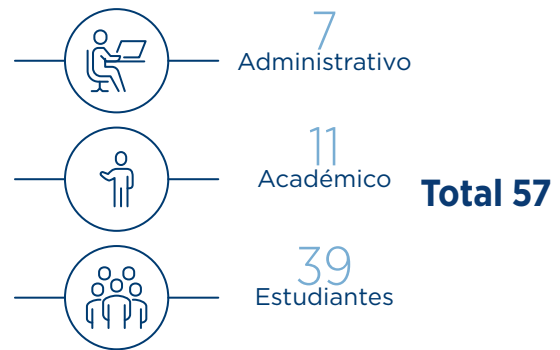 7
Administrativo
11
Académico
Total 57
39
Estudiantes